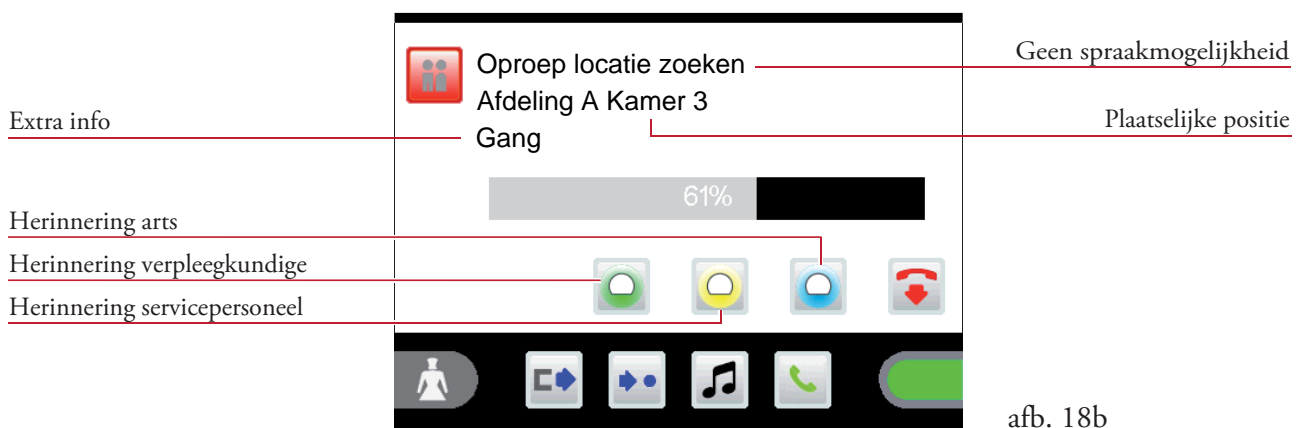 Oproep locatie zoeken
Geen spraakmogelijkheid
Afdeling A Kamer 3
Plaatselijke positie
Extra info
Gang
61%
Herinnering arts
Herinnering verpleegkundige
Herinnering servicepersoneel
afb. 18b